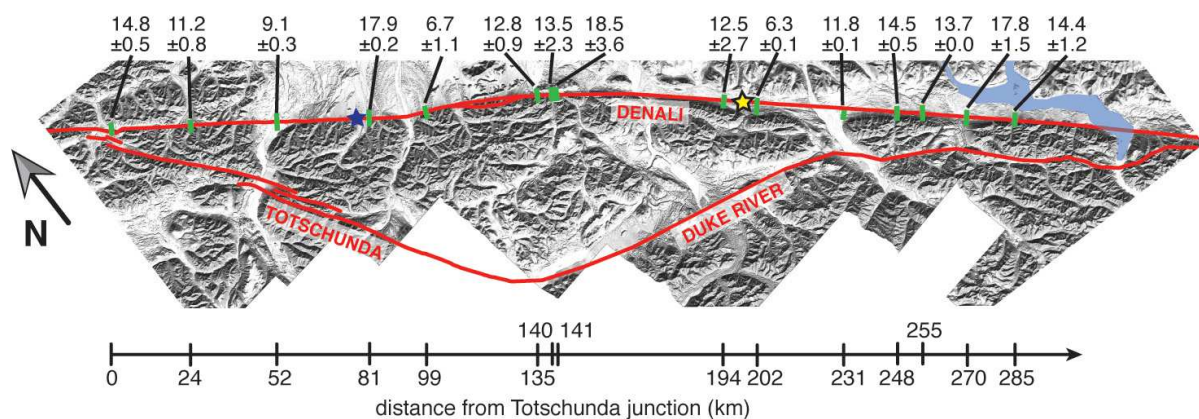 14.8 11.2 9.1 17.9 6.7 12.8 13.5 18.5 12.5 6.3 11.8 14.5 13.7 17.8 14.4
±0.5 ±0.8 ±0.3 ±0.2 ±1.1 ±0.9 ±2.3 ±3.6 ±2.7 ±0.1 ±0.1 ±0.5 ±0.0 ±1.5 ±1.2
DENALI
N
TOTSCHUNDA
DUKE RIVER
140 141 255
0 24 52 81 99 135 194 202 231 248 270 285
distance from Totschunda junction (km)